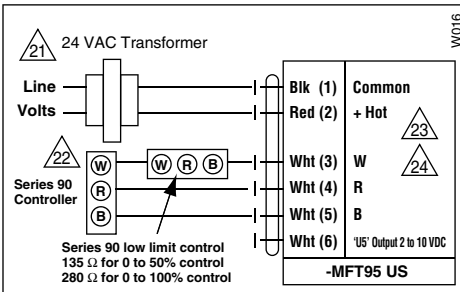 W016
21 24 VAC Transformer
Line
Volts
Blk (1) Common
Red (2) + Hot
23
22
24
W W R B Wht (3) W
Series 90
Controller
R Wht (4) R
B Wht (5) B
Wht (6) 'U5' Output 2 to 10 VDC
Series 90 low limit control
135 Ω for 0 to 50% control
280 Ω for 0 to 100% control
-MFT95 US